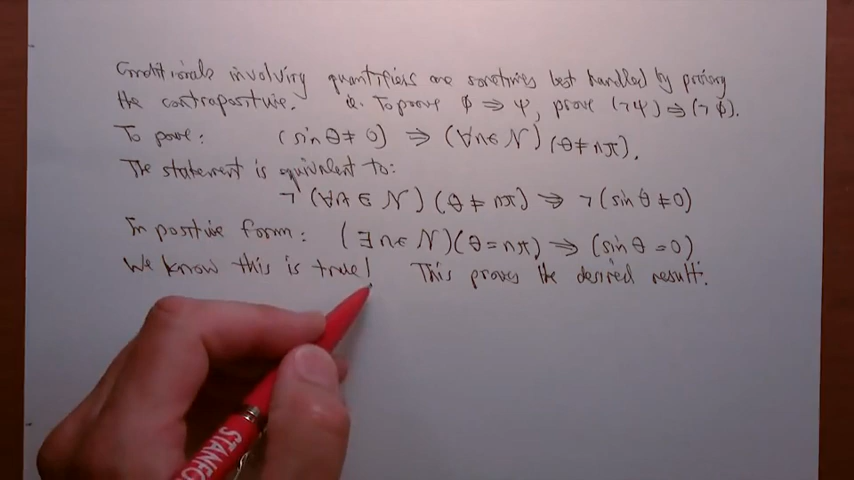 Conditionals involving quantifiers are sometimes best handled by proving
the contrapositive. ie. To prove ϕ ⇒ ψ, prove (¬ψ) ⇒ (¬ϕ).
To prove: (sin θ ≠ 0) ⇒ (∀n ∈ N) (θ ≠ nπ).
The statement is equivalent to:
¬ (∀n ∈ N) (θ ≠ nπ) ⇒ ¬ (sin θ ≠ 0)
In positive form: (∃n ∈ N) (θ = nπ) ⇒ (sin θ = 0)
We know this is true! This proves the desired result.
STANFO